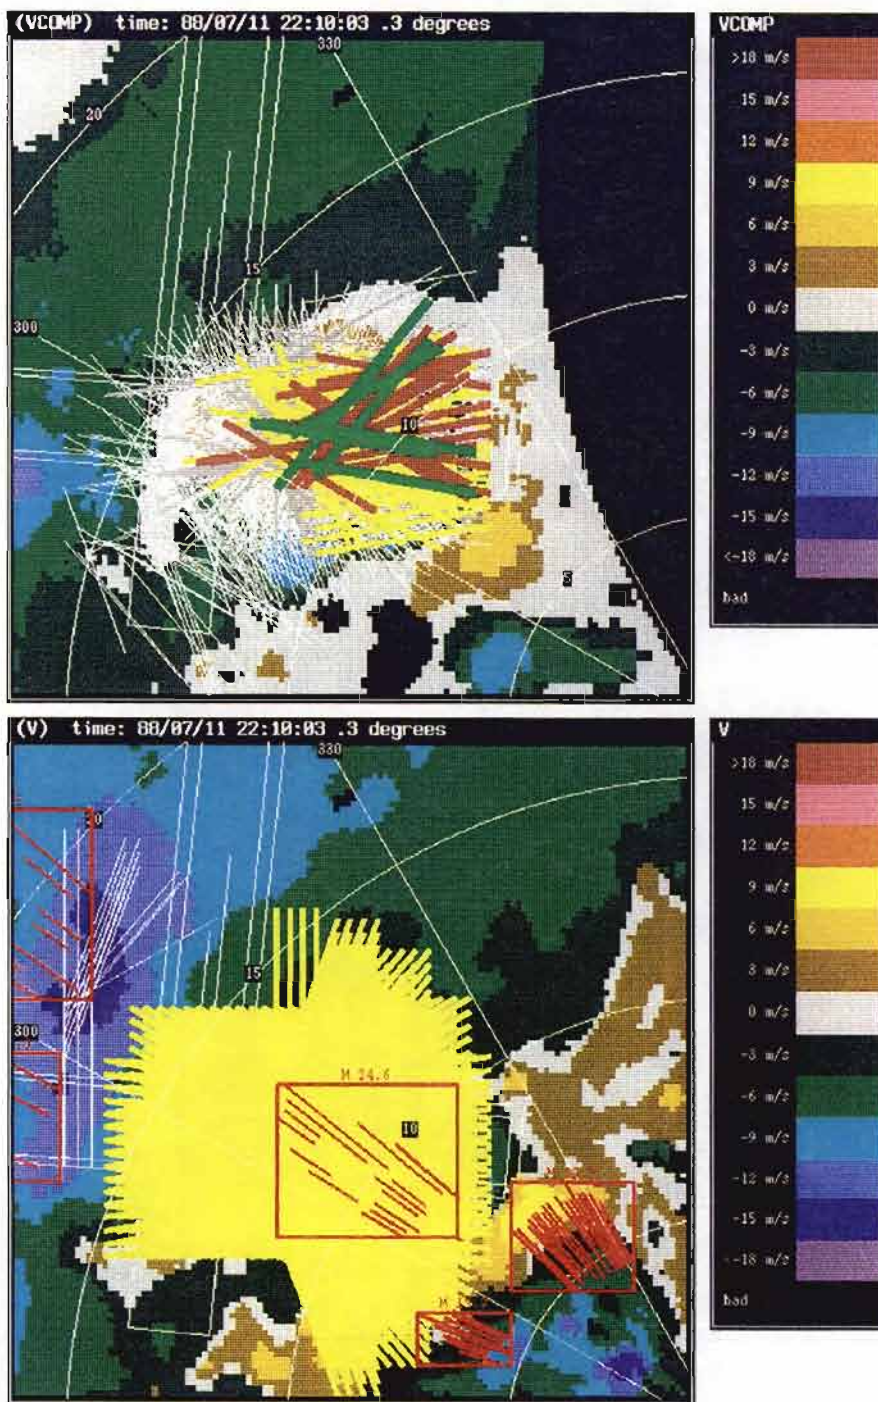 (VCOMP) time: 88/07/11 22:10:03 .3 degrees
330
20
15
300
10
5
VCOMP
>18 m/s
15 m/s
12 m/s
9 m/s
6 m/s
3 m/s
0 m/s
-3 m/s
-6 m/s
-9 m/s
-12 m/s
-15 m/s
<-18 m/s
bad
(V) time: 88/07/11 22:10:03 .3 degrees
330
20
15
300
M 24.6
10
M
M
V
>18 m/s
15 m/s
12 m/s
9 m/s
6 m/s
3 m/s
0 m/s
-3 m/s
-6 m/s
-9 m/s
-12 m/s
-15 m/s
<-18 m/s
bad